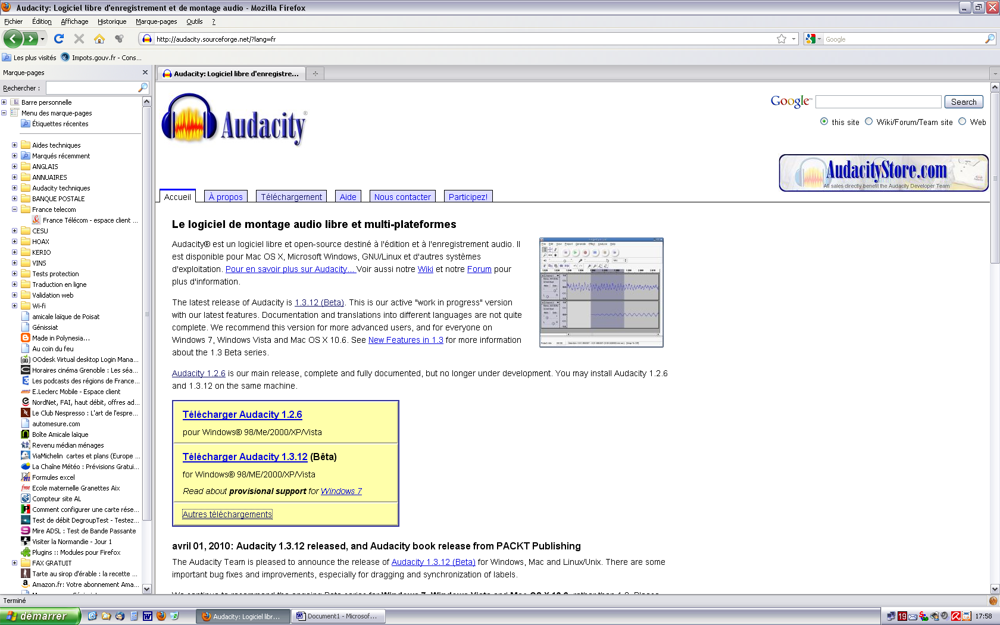 Audacity: Logiciel libre d'enregistrement et de montage audio - Mozilla Firefox
Fichier Édition Affichage Historique Marque-pages Outils ?
http://audacity.sourceforge.net/?lang=fr
Google
Les plus visités
Impots.gouv.fr - Cons...
Marque-pages
Audacity: Logiciel libre d'enregistre...
Rechercher :
Barre personnelle
Menu des marque-pages
Étiquettes récentes
Aides techniques
Marqués récemment
ANGLAIS
ANNUAIRES
Audacity techniques
BANQUE POSTALE
France telecom
France Télécom - espace client ...
CESU
HOAX
KERIO
VINS
Tests protection
Traduction en ligne
Validation web
Wi-fi
amicale laïque de Poisat
Génissiat
Made in Polynesia...
Au coin du feu
OOdesk Virtual desktop Login Mana...
Horaires cinéma Grenoble : Les séa...
Les podcasts des régions de France...
E.Leclerc Mobile - Espace client
NordNet, FAI, haut débit, offres ad...
Le Club Nespresso : L'art de l'espre...
automesure.com
Boîte Amicale laïque
Revenu médian ménages
ViaMichelin cartes et plans (Europe ...
La Chaîne Météo : Prévisions Gratui...
Formules excel
Ecole maternelle Granettes Aix
Compteur site AL
Comment configurer une carte rése...
Test de débit DegroupTest - Testez...
Mire ADSL : Test de Bande Passante
Visiter la Normandie - Jour 1
Plugins :: Modules pour Firefox
FAX GRATUIT
Tarte au sirop d'érable : la recette ...
Amazon.fr: Votre abonnement Ama...
Audacity®
Google™ Search
this site Wiki/Forum/Team site Web
AudacityStore.com
All sales directly benefit the Audacity Developer Team
Accueil À propos Téléchargement Aide Nous contacter Participez!
Le logiciel de montage audio libre et multi-plateformes
Audacity® est un logiciel libre et open-source destiné à l'édition et à l'enregistrement audio. Il
est disponible pour Mac OS X, Microsoft Windows, GNU/Linux et d'autres systèmes
d'exploitation. Pour en savoir plus sur Audacity... Voir aussi notre Wiki et notre Forum pour
plus d'information.
The latest release of Audacity is 1.3.12 (Beta). This is our active "work in progress" version
with our latest features. Documentation and translations into different languages are not quite
complete. We recommend this version for more advanced users, and for everyone on
Windows 7, Windows Vista and Mac OS X 10.6. See New Features in 1.3 for more information
about the 1.3 Beta series.
Audacity 1.2.6 is our main release, complete and fully documented, but no longer under development. You may install Audacity 1.2.6
and 1.3.12 on the same machine.
Télécharger Audacity 1.2.6
pour Windows® 98/Me/2000/XP/Vista
Télécharger Audacity 1.3.12 (Bêta)
for Windows® 98/ME/2000/XP/Vista
Read about provisional support for Windows 7
Autres téléchargements
avril 01, 2010: Audacity 1.3.12 released, and Audacity book release from PACKT Publishing
The Audacity Team is pleased to announce the release of Audacity 1.3.12 (Beta) for Windows, Mac and Linux/Unix. There are some
important bug fixes and improvements, especially for dragging and synchronization of labels.
Terminé
démarrer
Audacity: Logiciel libr...
Document1 - Microsof...
19
17:58